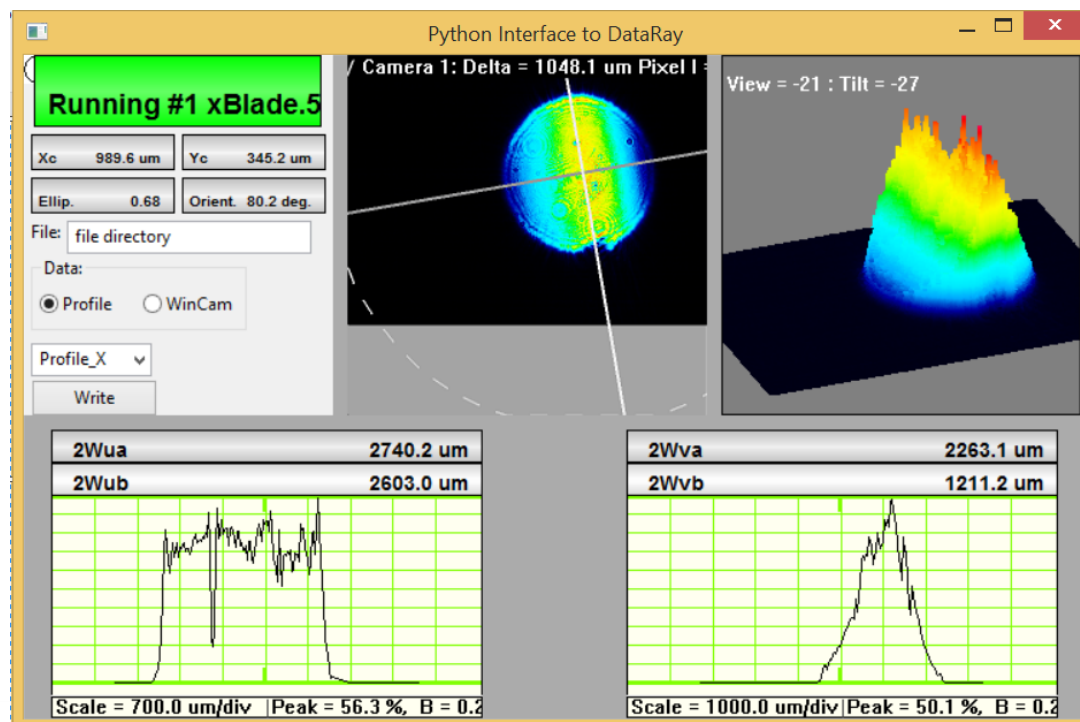 Python Interface to DataRay
Running #1 xBlade.5
Xc 989.6 um Yc 345.2 um
Ellip. 0.68 Orient. 80.2 deg.
File: file directory
Data:
Profile WinCam
Profile_X
Write
/ Camera 1: Delta = 1048.1 um Pixel I =
View = -21 : Tilt = -27
2Wua 2740.2 um
2Wub 2603.0 um
Scale = 700.0 um/div Peak = 56.3 %, B = 0.2
2Wva 2263.1 um
2Wvb 1211.2 um
Scale = 1000.0 um/div Peak = 50.1 %, B = 0.2